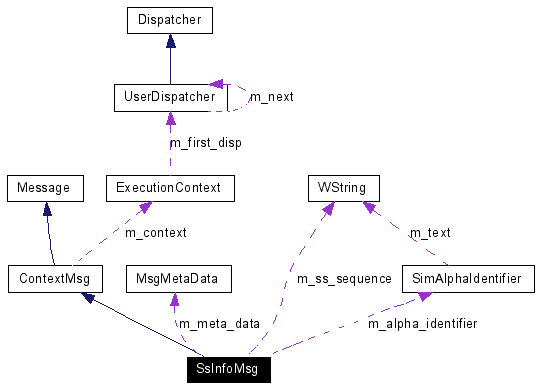 Dispatcher
UserDispatcher
m_next
m_first_disp
Message
ExecutionContext
WString
m_context
m_text
m_ss_sequence
ContextMsg
MsgMetaData
SimAlphaIdentifier
m_meta_data
m_alpha_identifier
SsInfoMsg